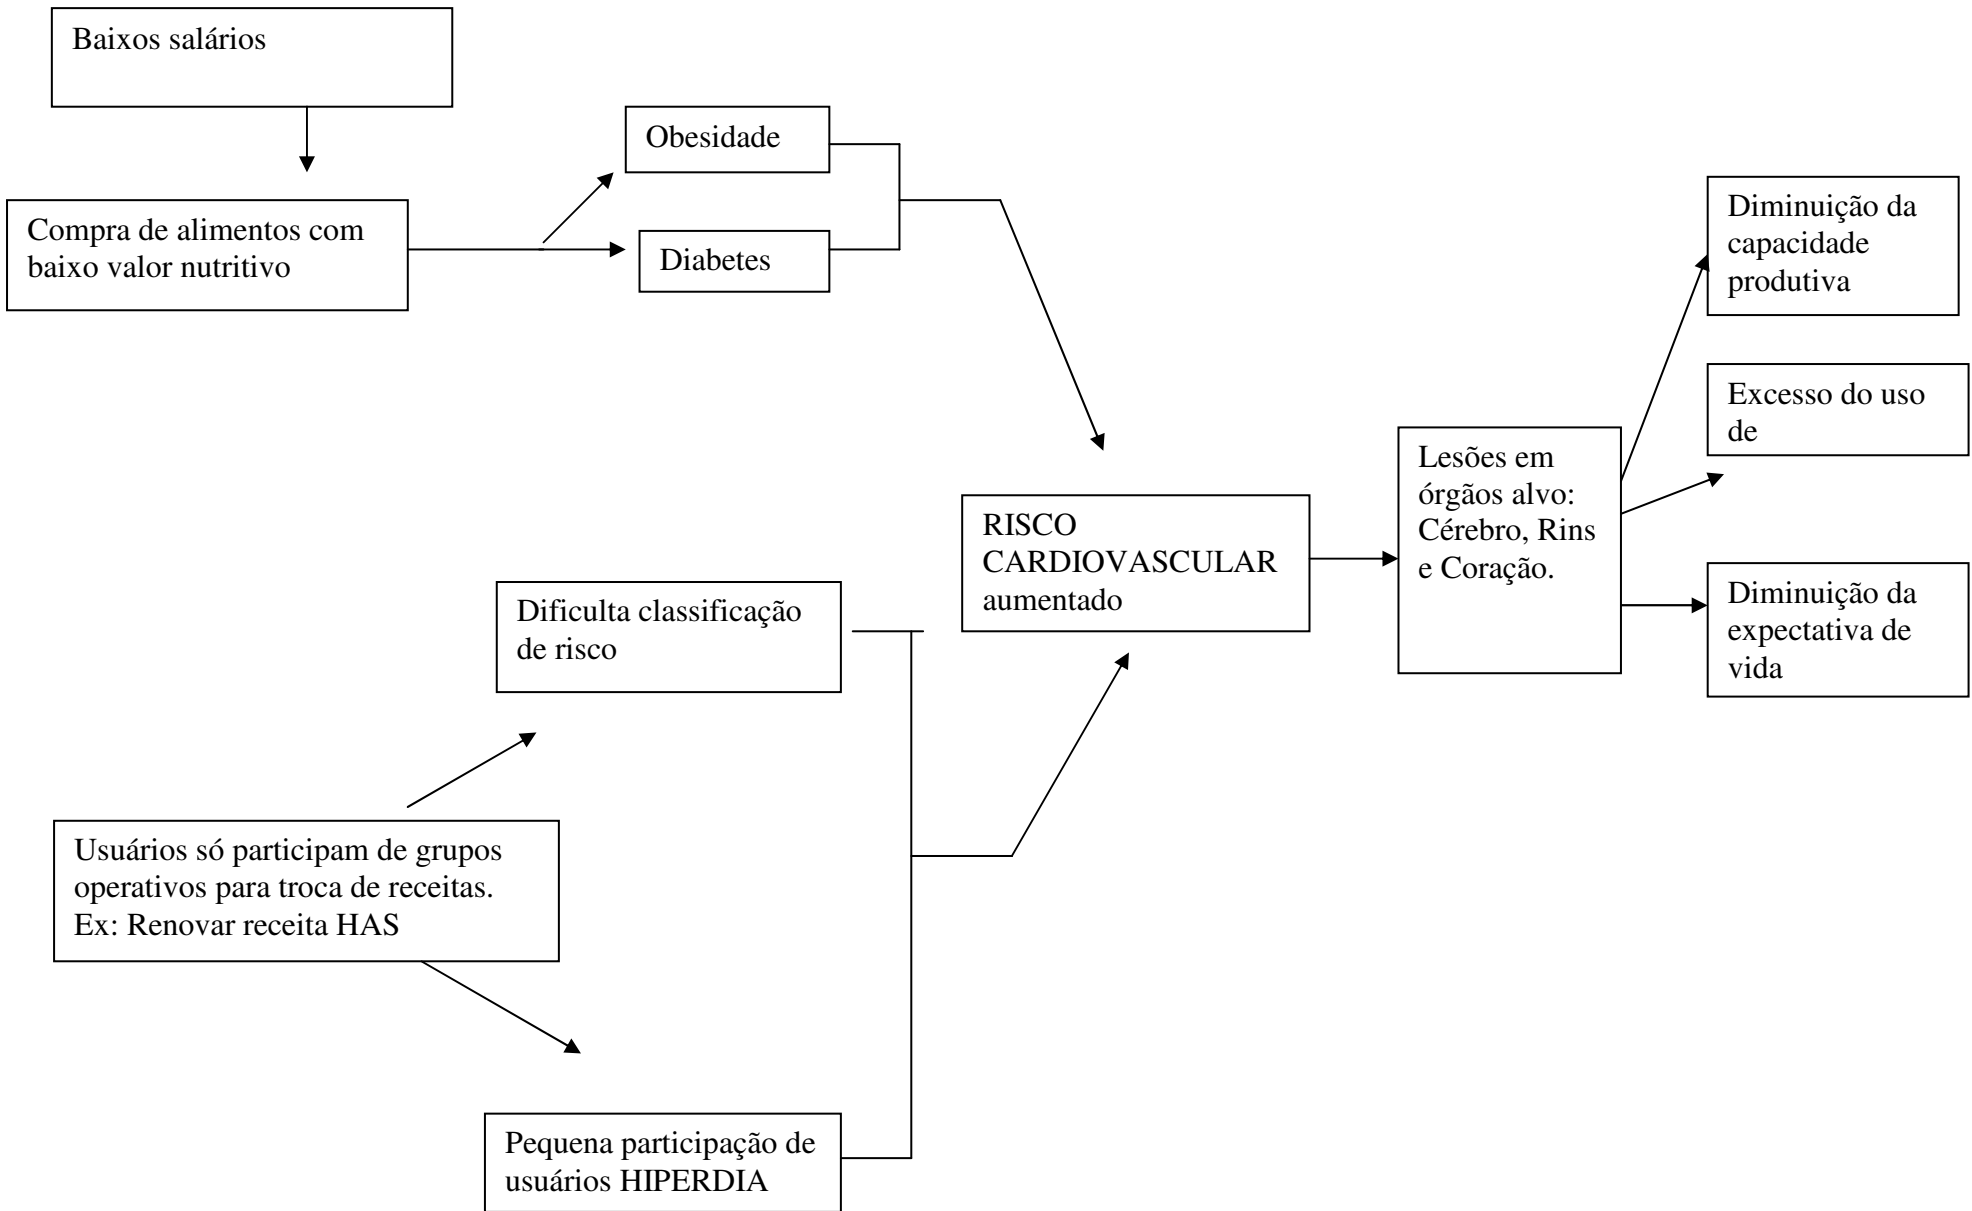 Baixos salários
Obesidade
Compra de alimentos com
baixo valor nutritivo
Diabetes
Diminuição da
capacidade
produtiva
Excesso do uso
de
Lesões em
órgãos alvo:
Cérebro, Rins
e Coração.
RISCO
CARDIOVASCULAR
aumentado
Diminuição da
expectativa de
vida
Dificulta classificação
de risco
Usuários só participam de grupos
operativos para troca de receitas.
Ex: Renovar receita HAS
Pequena participação de
usuários HIPERDIA